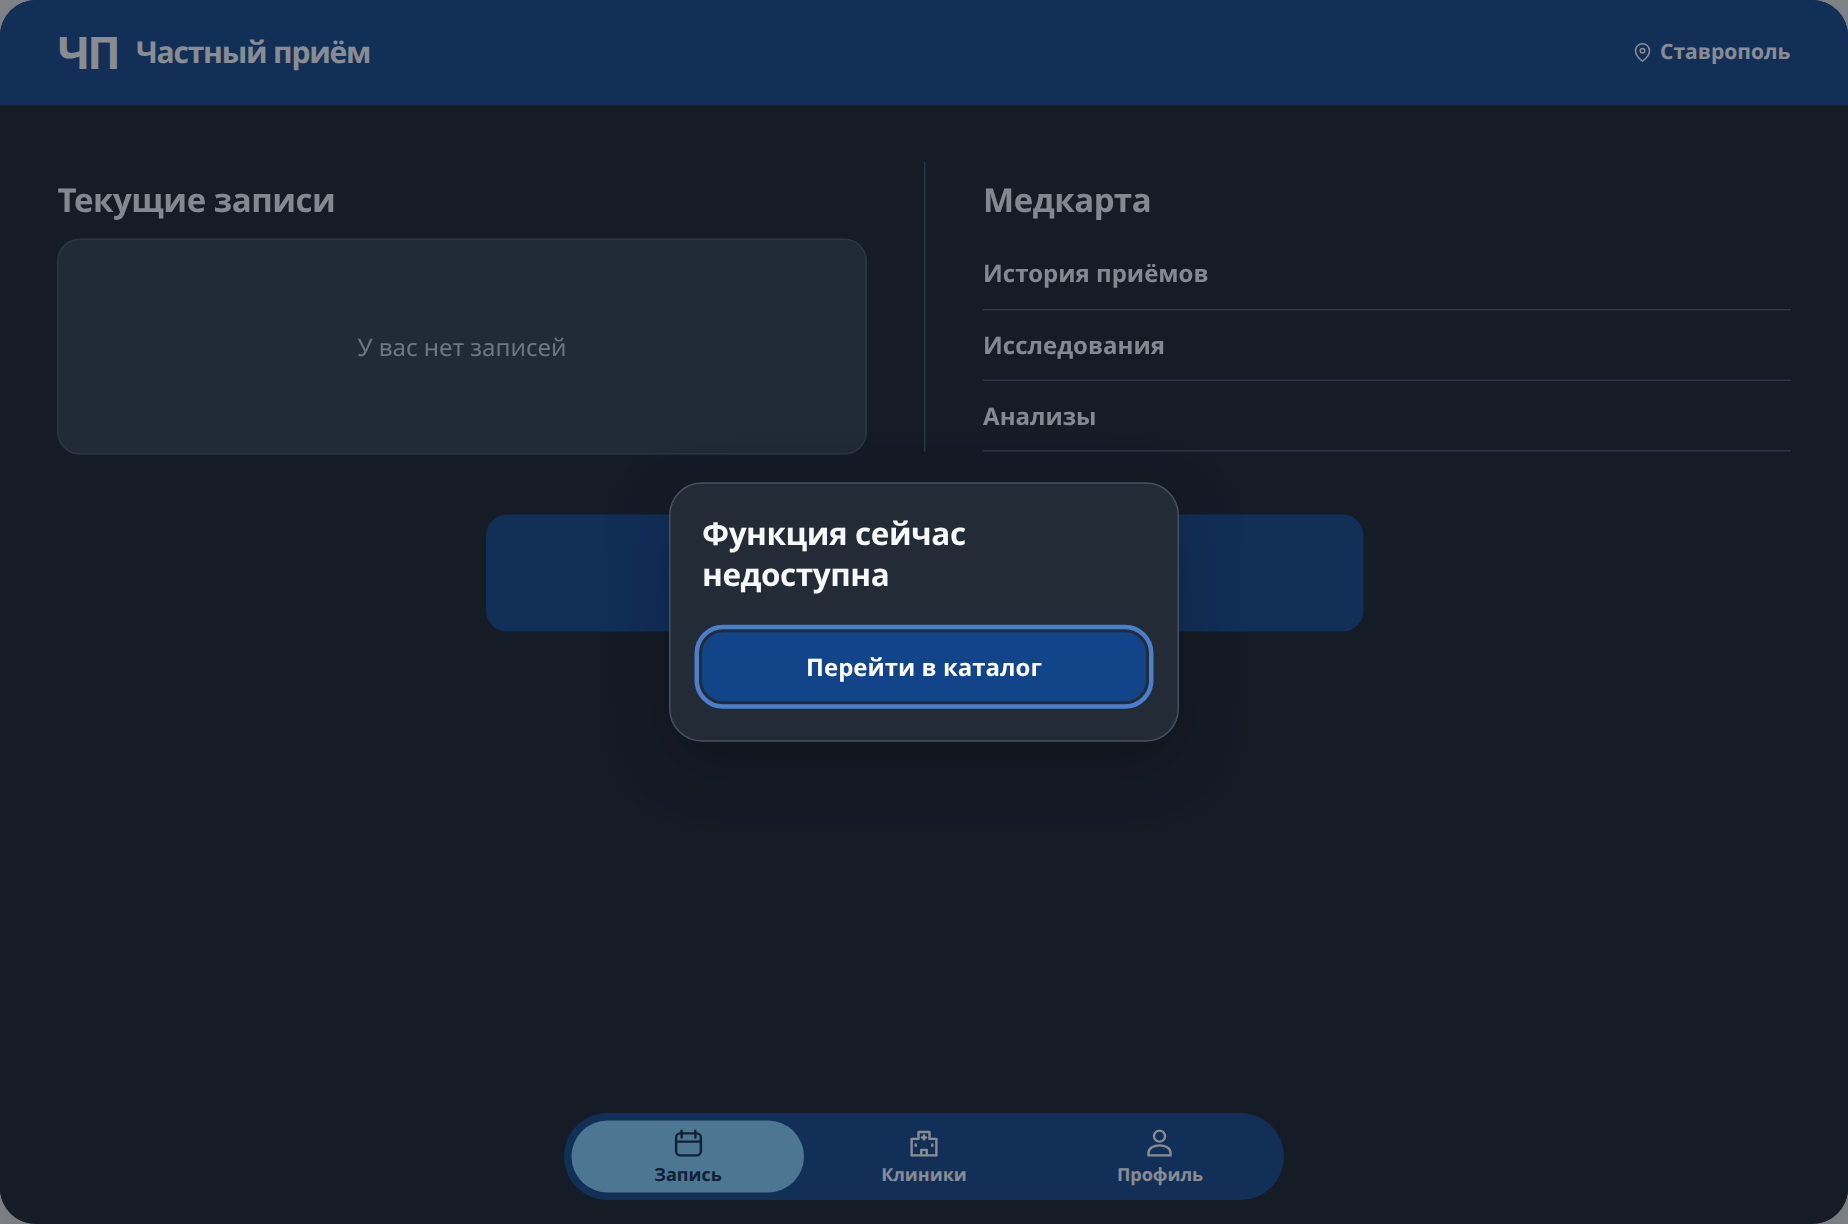 ЧП Частный приём
Ставрополь
Текущие записи
У вас нет записей
Медкарта
История приёмов
Исследования
Анализы
Функция сейчас
недоступна
Перейти в каталог
Запись
Клиники
Профиль